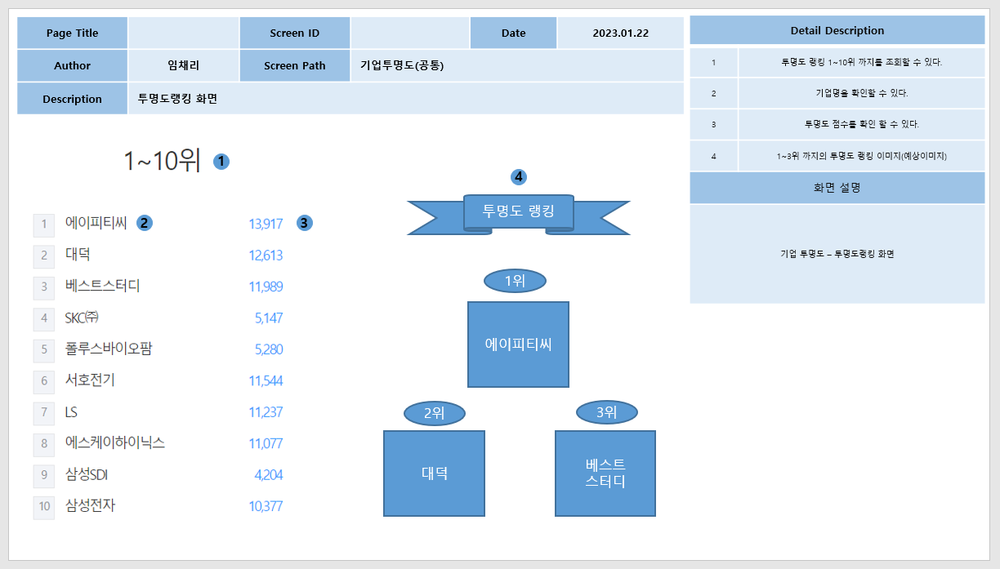 Page Title
Screen ID
Date
2023.01.22
Author
임채리
Screen Path
기업투명도(공통)
Description
투명도랭킹 화면
1~10위 1
1 에이피티씨 2 13,917 3
2 대덕 12,613
3 베스트스터디 11,989
4 SKC㈜ 5,147
5 폴루스바이오팜 5,280
6 서호전기 11,544
7 LS 11,237
8 에스케이하이닉스 11,077
9 삼성SDI 4,204
10 삼성전자 10,377
4
투명도 랭킹
1위
에이피티씨
2위
대덕
3위
베스트
스터디
Detail Description
1 투명도 랭킹 1~10위 까지를 조회할 수 있다.
2 기업명을 확인할 수 있다.
3 투명도 점수를 확인 할 수 있다.
4 1~3위 까지의 투명도 랭킹 이미지(예상이미지)
화면 설명
기업 투명도 – 투명도랭킹 화면